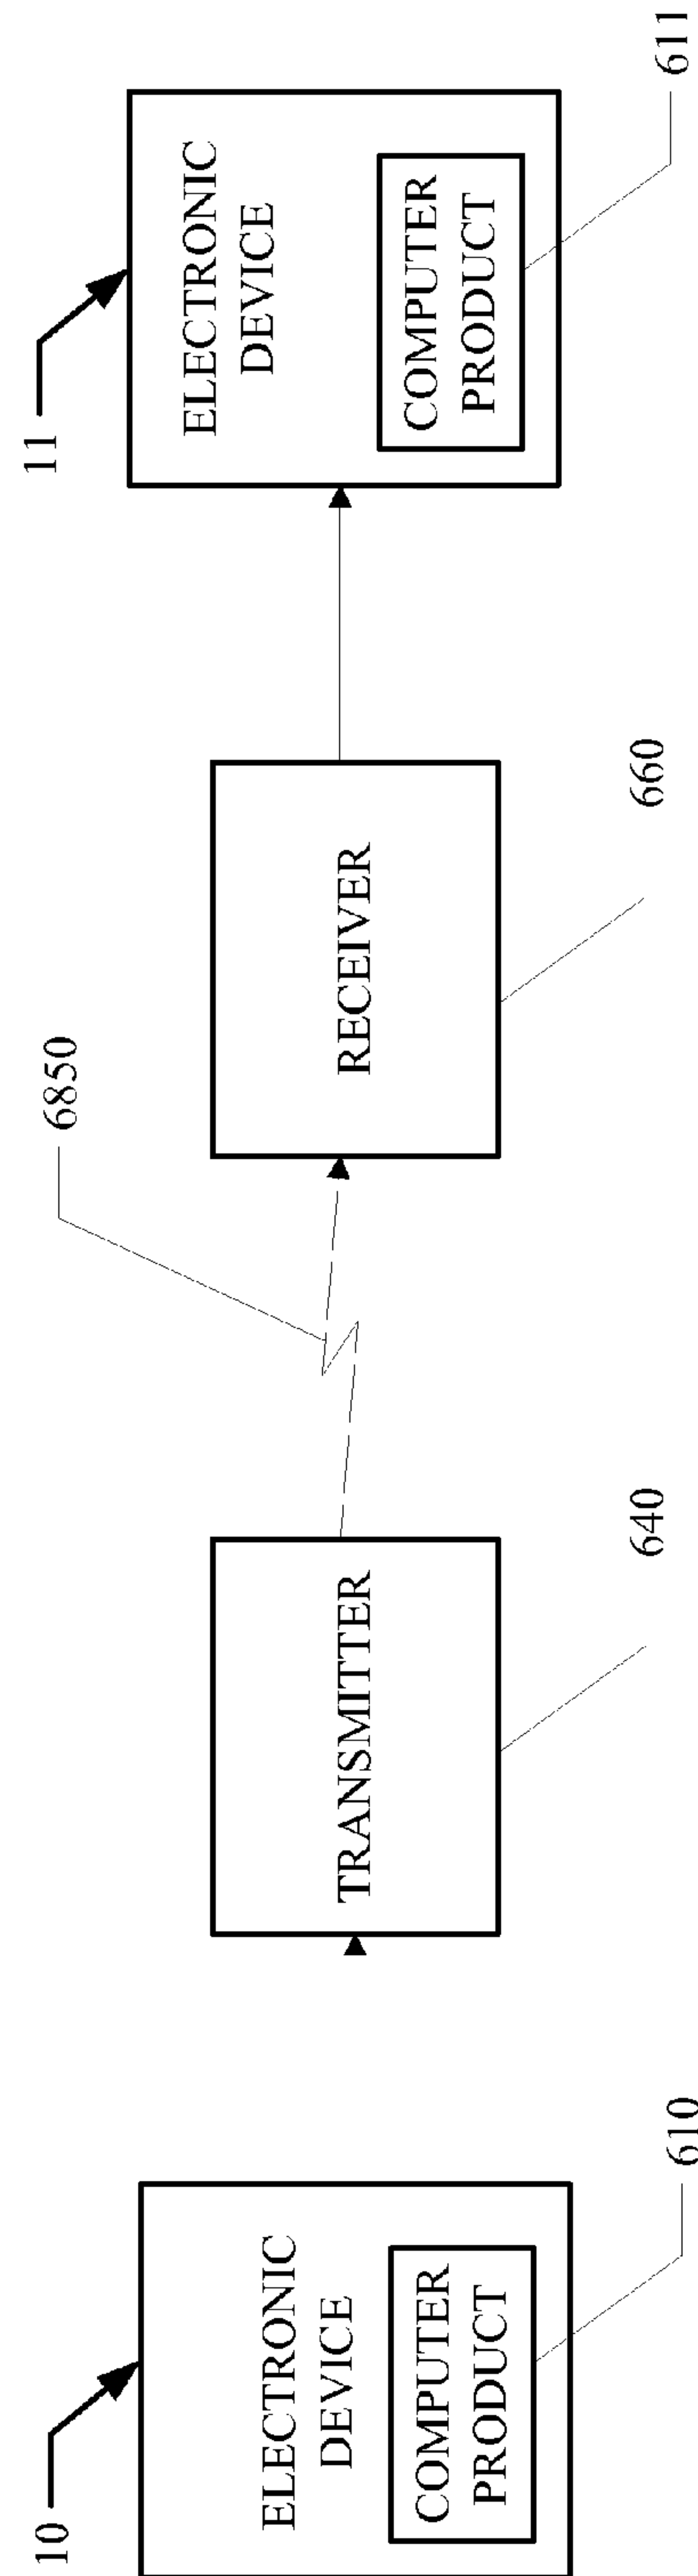 10
ELECTRONIC
DEVICE
COMPUTER
PRODUCT
610
TRANSMITTER
640
6850
RECEIVER
660
11
ELECTRONIC
DEVICE
COMPUTER
PRODUCT
611